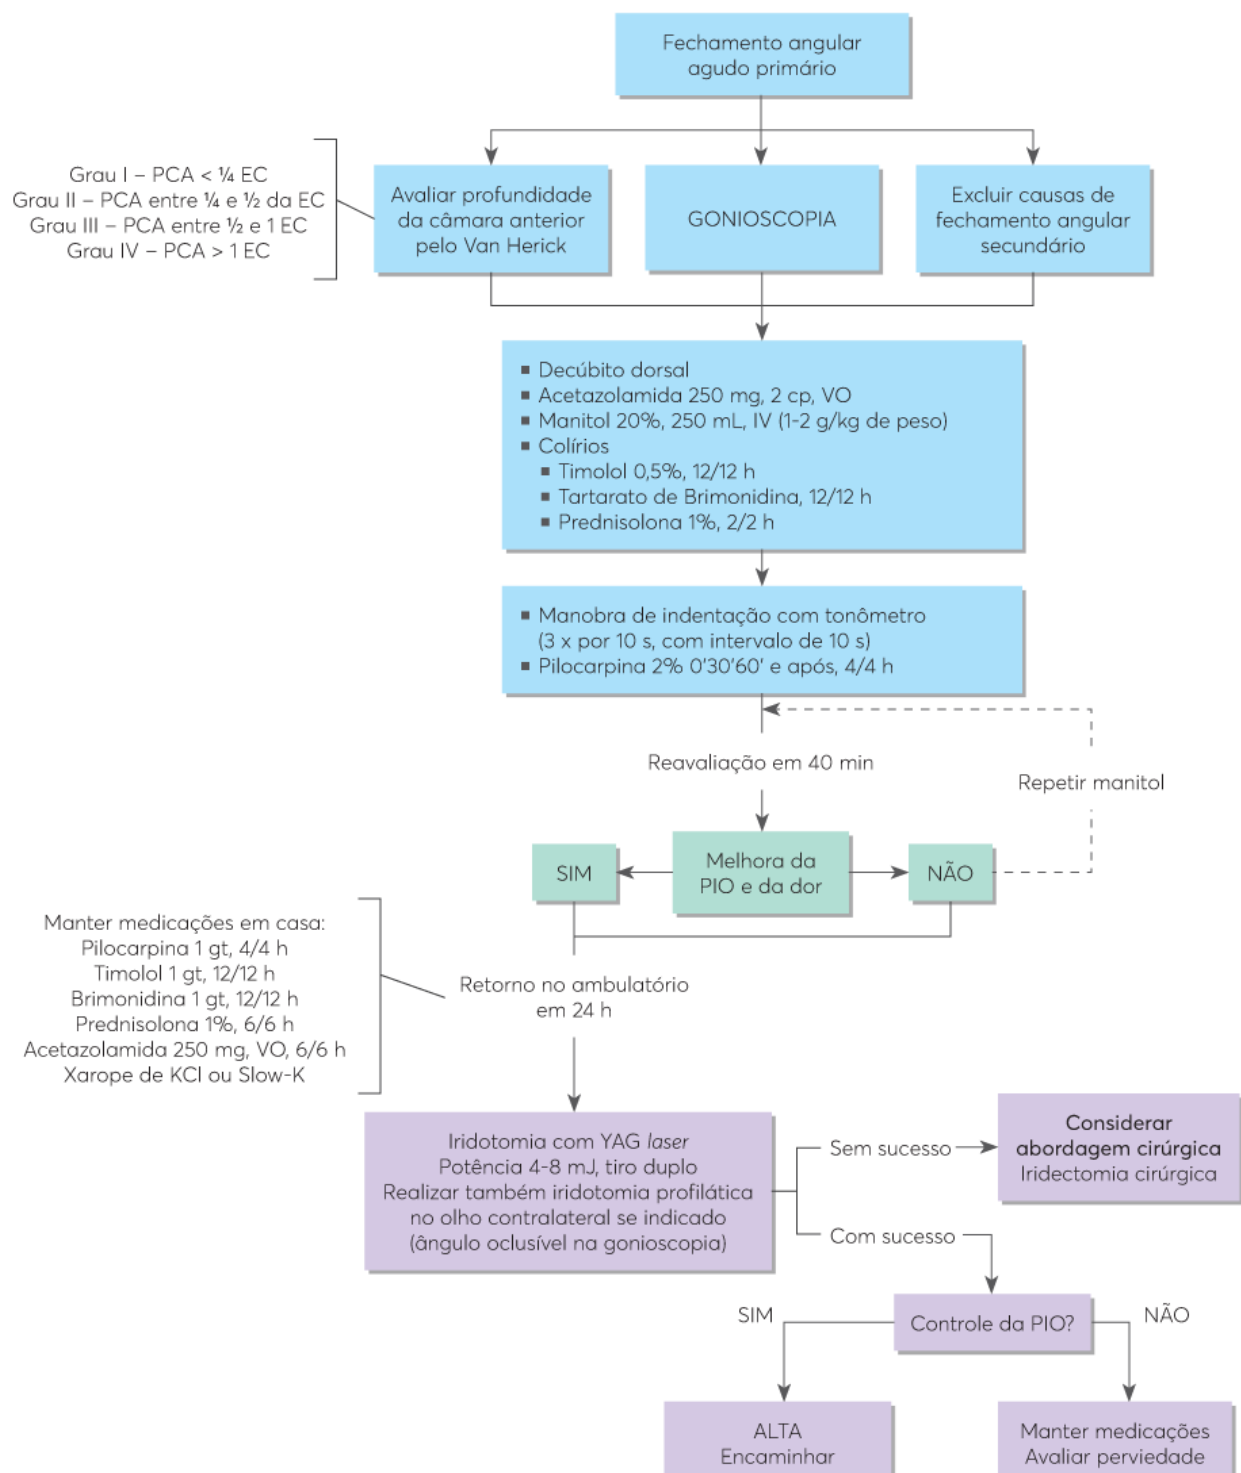 Fechamento angular
agudo primário
Grau I – PCA < ¼ EC
Grau II – PCA entre ¼ e ½ da EC
Grau III – PCA entre ½ e 1 EC
Grau IV – PCA > 1 EC
Avaliar profundidade
da câmara anterior
pelo Van Herick
GONIOSCOPIA
Excluir causas de
fechamento angular
secundário
■ Decúbito dorsal
■ Acetazolamida 250 mg, 2 cp, VO
■ Manitol 20%, 250 mL, IV (1-2 g/kg de peso)
■ Colírios
■ Timolol 0,5%, 12/12 h
■ Tartarato de Brimonidina, 12/12 h
■ Prednisolona 1%, 2/2 h
■ Manobra de indentação com tonômetro
(3 x por 10 s, com intervalo de 10 s)
■ Pilocarpina 2% 0'30'60' e após, 4/4 h
Reavaliação em 40 min
Repetir manitol
SIM
Melhora da
PIO e da dor
NÃO
Manter medicações em casa:
Pilocarpina 1 gt, 4/4 h
Timolol 1 gt, 12/12 h
Brimonidina 1 gt, 12/12 h
Prednisolona 1%, 6/6 h
Acetazolamida 250 mg, VO, 6/6 h
Xarope de KCl ou Slow-K
Retorno no ambulatório
em 24 h
Iridotomia com YAG laser
Potência 4-8 mJ, tiro duplo
Realizar também iridotomia profilática
no olho contralateral se indicado
(ângulo oclusível na gonioscopia)
Sem sucesso
Considerar
abordagem cirúrgica
Iridectomia cirúrgica
Com sucesso
SIM
Controle da PIO?
NÃO
ALTA
Encaminhar
Manter medicações
Avaliar perviedade